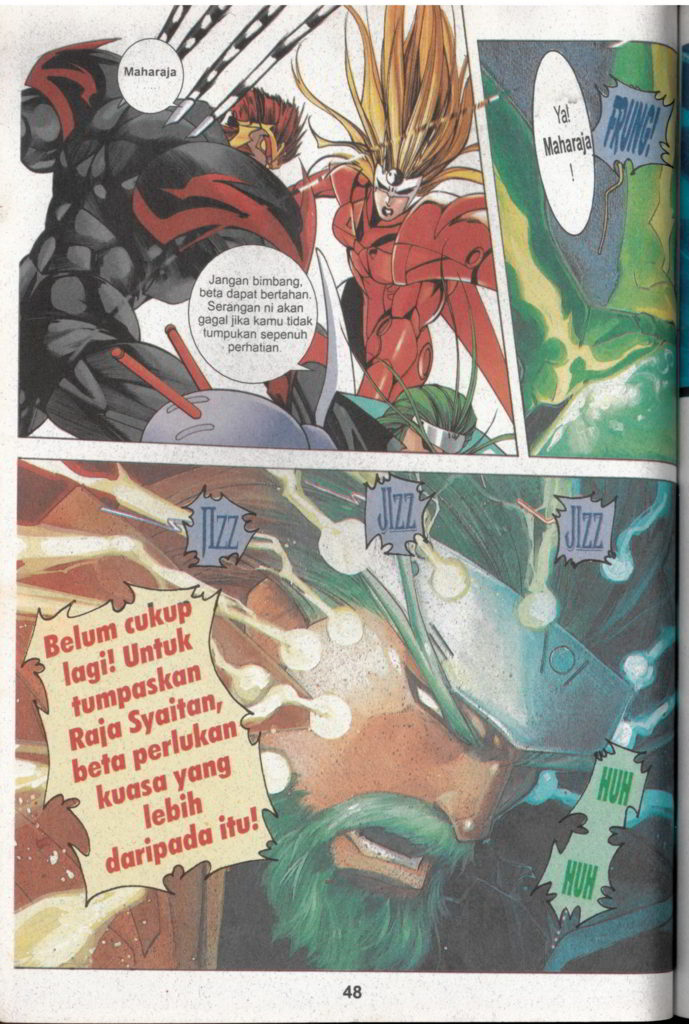 Maharaja
.....
Jangan bimbang,
beta dapat bertahan.
Serangan ni akan
gagal jika kamu tidak
tumpukan sepenuh
perhatian.
Ya!
Maharaja
!
FRUNG!
JIZZ
JIZZ
JIZZ
Belum cukup
lagi! Untuk
tumpaskan
Raja Syaitan,
beta perlukan
kuasa yang
lebih
daripada itu!
HUH
HUH
48